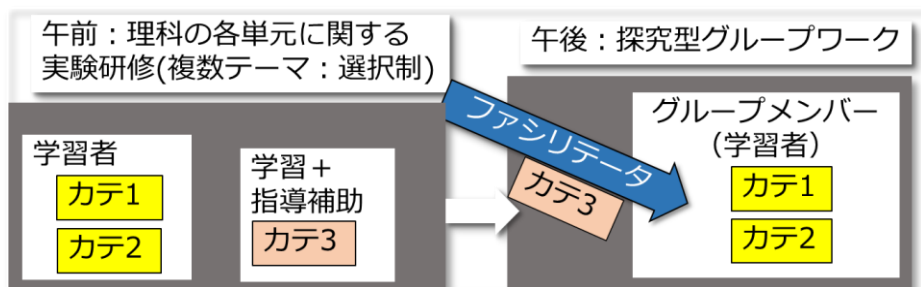 午前：理科の各単元に関する
実験研修(複数テーマ：選択制)
学習者
カテ1
カテ2
学習＋
指導補助
カテ3
午後：探究型グループワーク
ファシリテータ
カテ3
グループメンバー
（学習者）
カテ1
カテ2